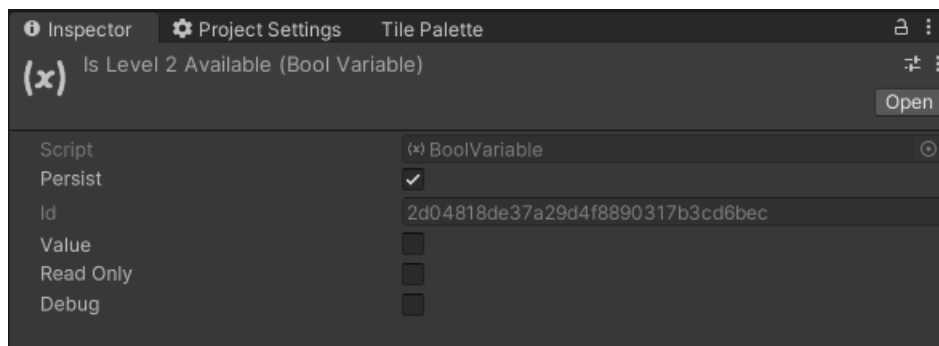 Inspector Project Settings Tile Palette
(x) Is Level 2 Available (Bool Variable)
Open
Script (x) BoolVariable
Persist
Id 2d04818de37a29d4f8890317b3cd6bec
Value
Read Only
Debug